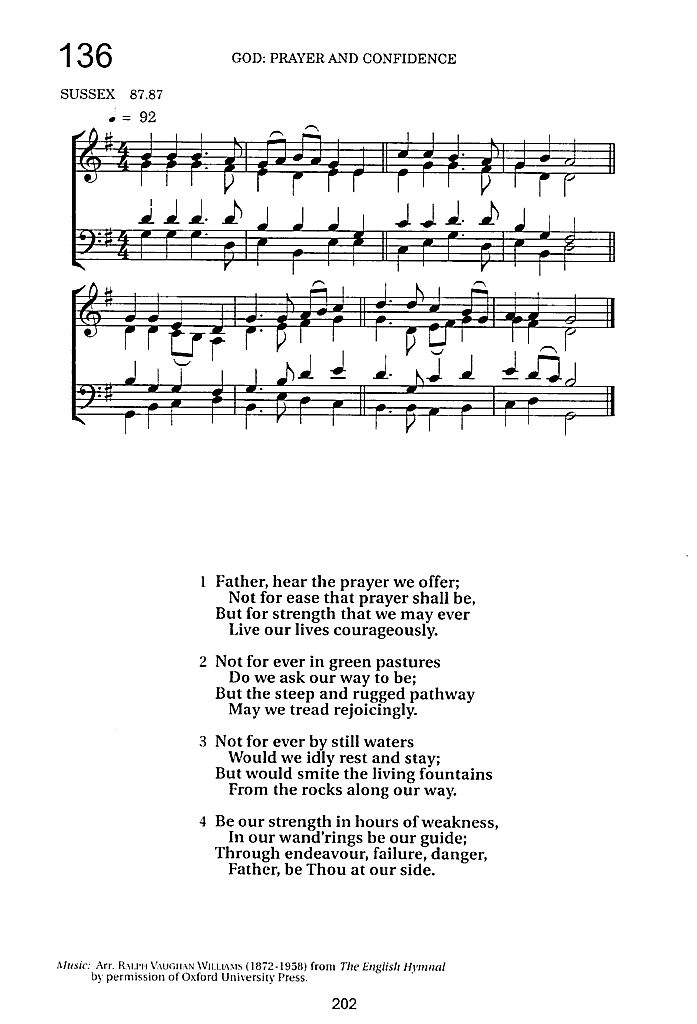 136
GOD: PRAYER AND CONFIDENCE
SUSSEX 87.87
♩ = 92
1 Father, hear the prayer we offer;
Not for ease that prayer shall be,
But for strength that we may ever
Live our lives courageously.
2 Not for ever in green pastures
Do we ask our way to be;
But the steep and rugged pathway
May we tread rejoicingly.
3 Not for ever by still waters
Would we idly rest and stay;
But would smite the living fountains
From the rocks along our way.
4 Be our strength in hours of weakness,
In our wand'rings be our guide;
Through endeavour, failure, danger,
Father, be Thou at our side.
Music: Arr. RALPH VAUGHAN WILLIAMS (1872-1958) from The English Hymnal
by permission of Oxford University Press.
202